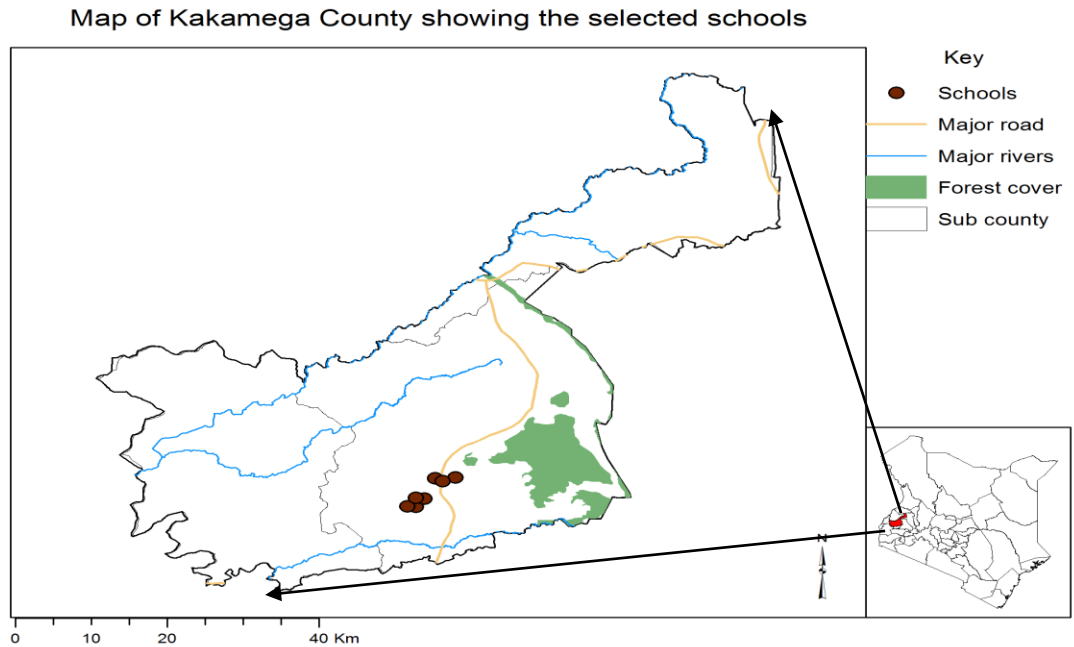 Map of Kakamega County showing the selected schools
Key
Schools
Major road
Major rivers
Forest cover
Sub county
N
0 10 20 40 Km